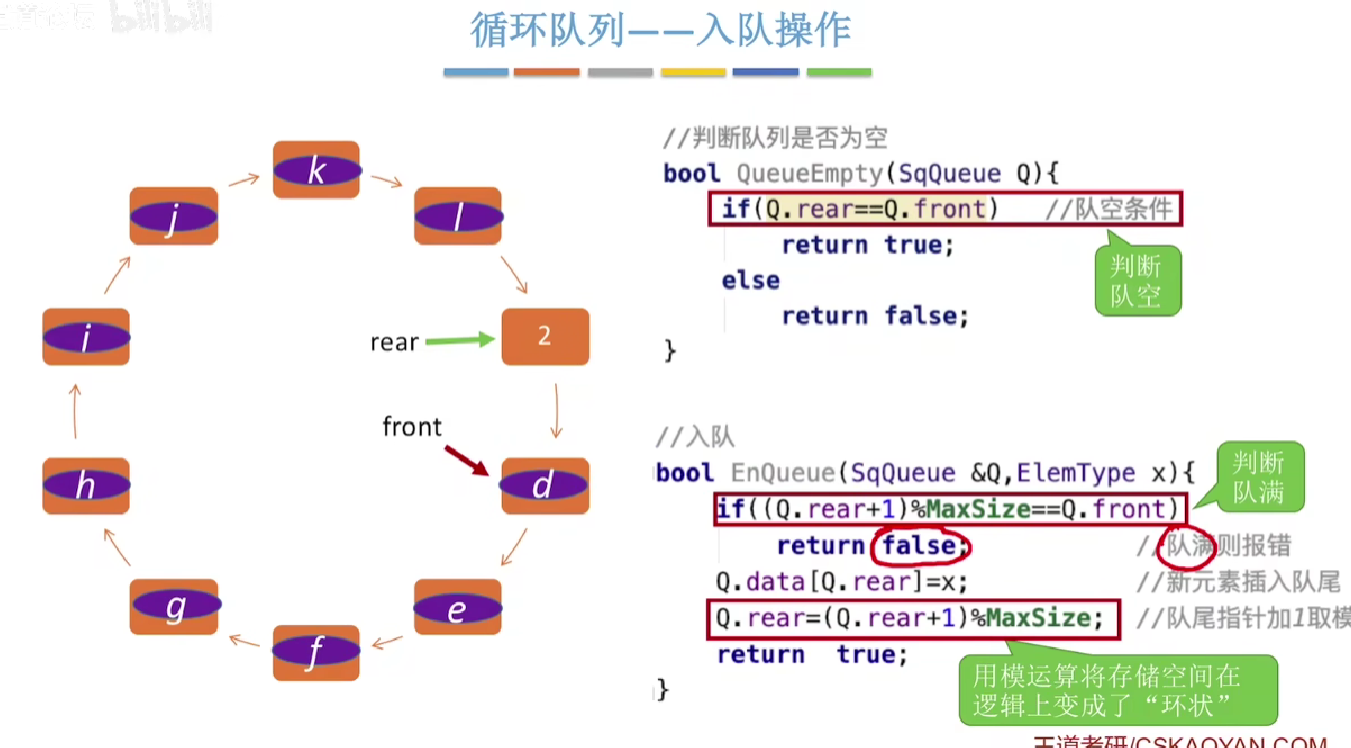 bilibili
循环队列——入队操作
k
j
l
i
rear
2
front
h
d
g
e
f
//判断队列是否为空
bool QueueEmpty(SqQueue Q){
if(Q.rear==Q.front) //队空条件
return true;
else
return false;
}
判断
队空
//入队
bool EnQueue(SqQueue &Q,ElemType x){
if((Q.rear+1)%MaxSize==Q.front)
return false; //队满则报错
Q.data[Q.rear]=x; //新元素插入队尾
Q.rear=(Q.rear+1)%MaxSize; //队尾指针加1取模
return true;
}
判断
队满
用模运算将存储空间在
逻辑上变成了“环状”
王道考研/CSKAOYAN.COM